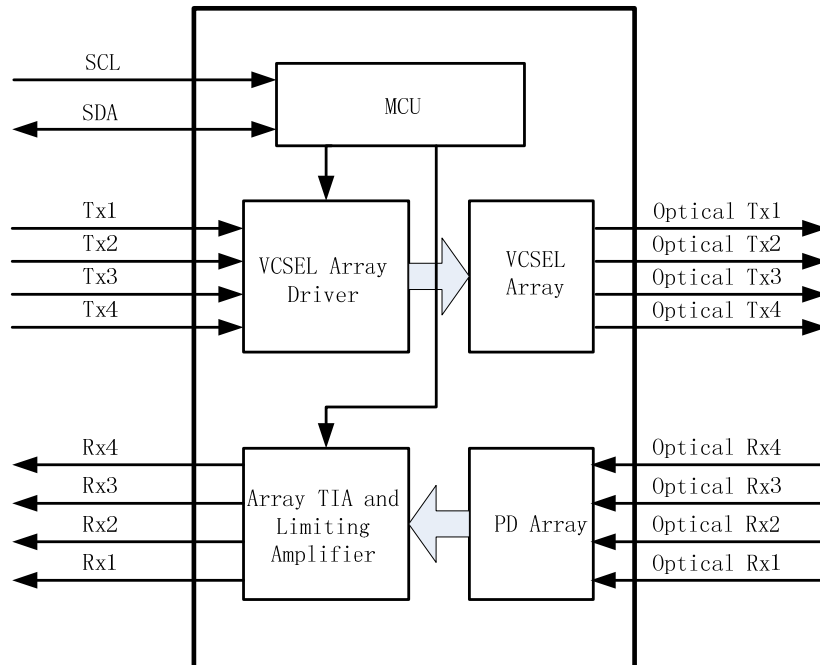 SCL
MCU
SDA
Tx1
Tx2
Tx3
Tx4
VCSEL Array
Driver
VCSEL
Array
Optical Tx1
Optical Tx2
Optical Tx3
Optical Tx4
Rx4
Rx3
Rx2
Rx1
Array TIA and
Limiting
Amplifier
PD Array
Optical Rx4
Optical Rx3
Optical Rx2
Optical Rx1